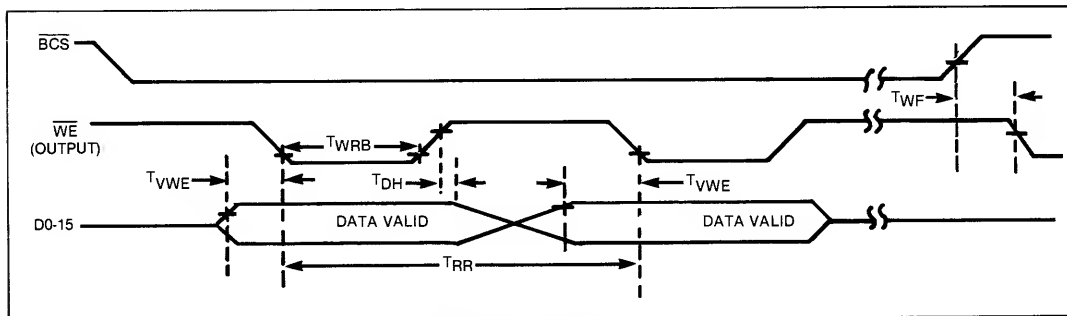 BCS
TWF
WE
(OUTPUT)
TWRB
TVWE
TDH
TVWE
D0-15
DATA VALID
DATA VALID
TRR